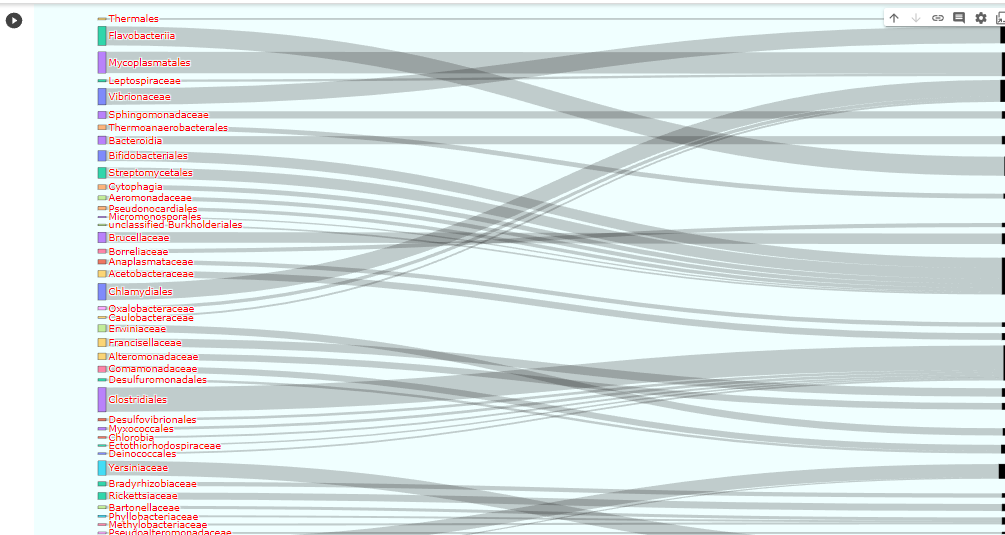 Thermales
Flavobacteriia
Mycoplasmatales
Leptospiraceae
Vibrionaceae
Sphingomonadaceae
Thermoanaerobacterales
Bacteroidia
Bifidobacteriales
Streptomycetales
Cytophagia
Aeromonadaceae
Pseudonocardiales
Micromonosporales
unclassified Burkholderiales
Brucellaceae
Borreliaceae
Anaplasmataceae
Acetobacteraceae
Chlamydiales
Oxalobacteraceae
Caulobacteraceae
Erwiniaceae
Francisellaceae
Alteromonadaceae
Comamonadaceae
Desulfuromonadales
Clostridiales
Desulfovibrionales
Myxococcales
Chlorobia
Ectothiorhodospiraceae
Deinococcales
Yersiniaceae
Bradyrhizobiaceae
Rickettsiaceae
Bartonellaceae
Phyllobacteriaceae
Methylobacteriaceae
Pseudoalteromonadaceae